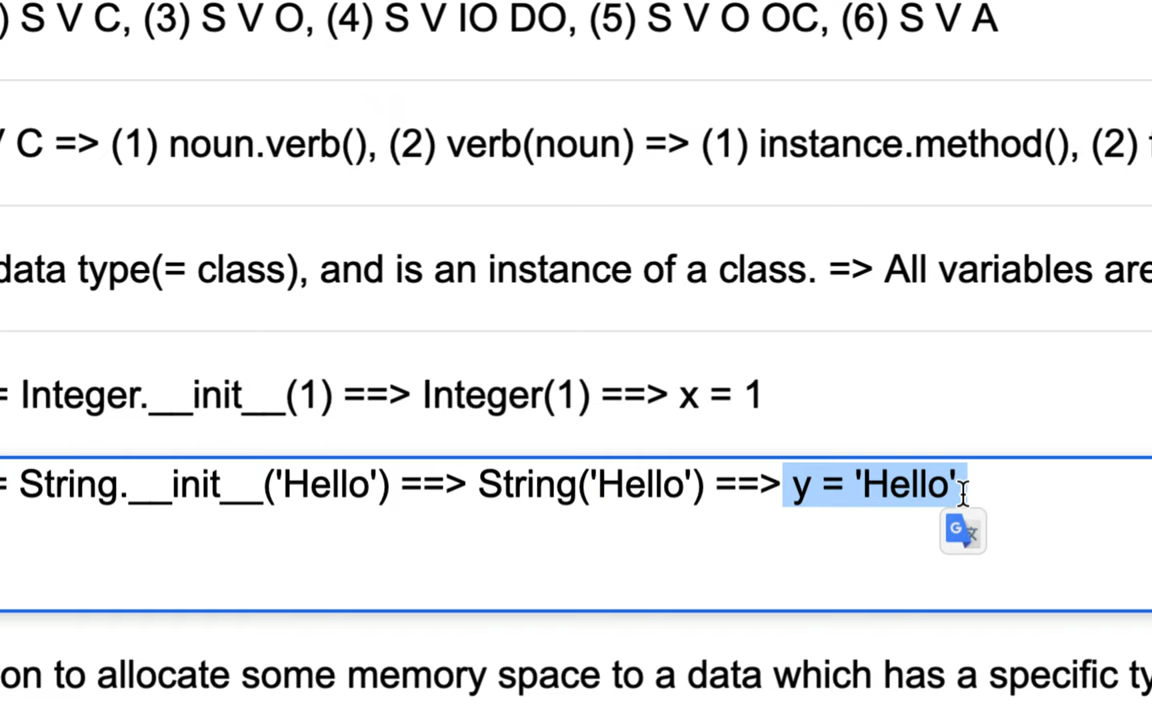 ) S V C, (3) S V O, (4) S V IO DO, (5) S V O OC, (6) S V A
C => (1) noun.verb(), (2) verb(noun) => (1) instance.method(), (2)
data type(= class), and is an instance of a class. => All variables are
= Integer.__init__(1) ==> Integer(1) ==> x = 1
= String.__init__('Hello') ==> String('Hello') ==> y = 'Hello'
on to allocate some memory space to a data which has a specific ty